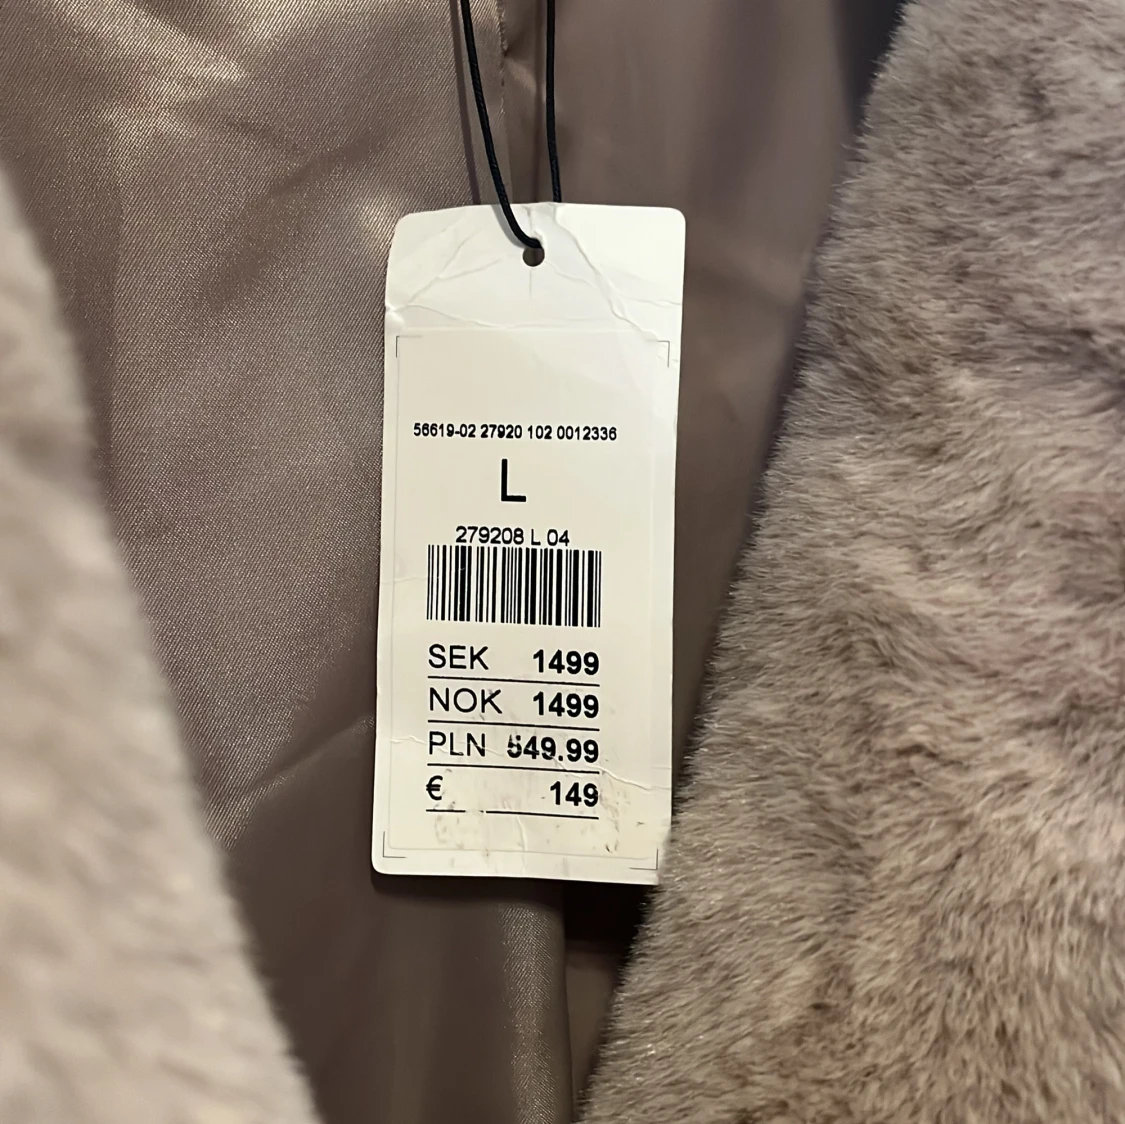 56619-02 27920 102 0012336
L
279208 L 04
SEK 1499
NOK 1499
PLN 549.99
€ 149